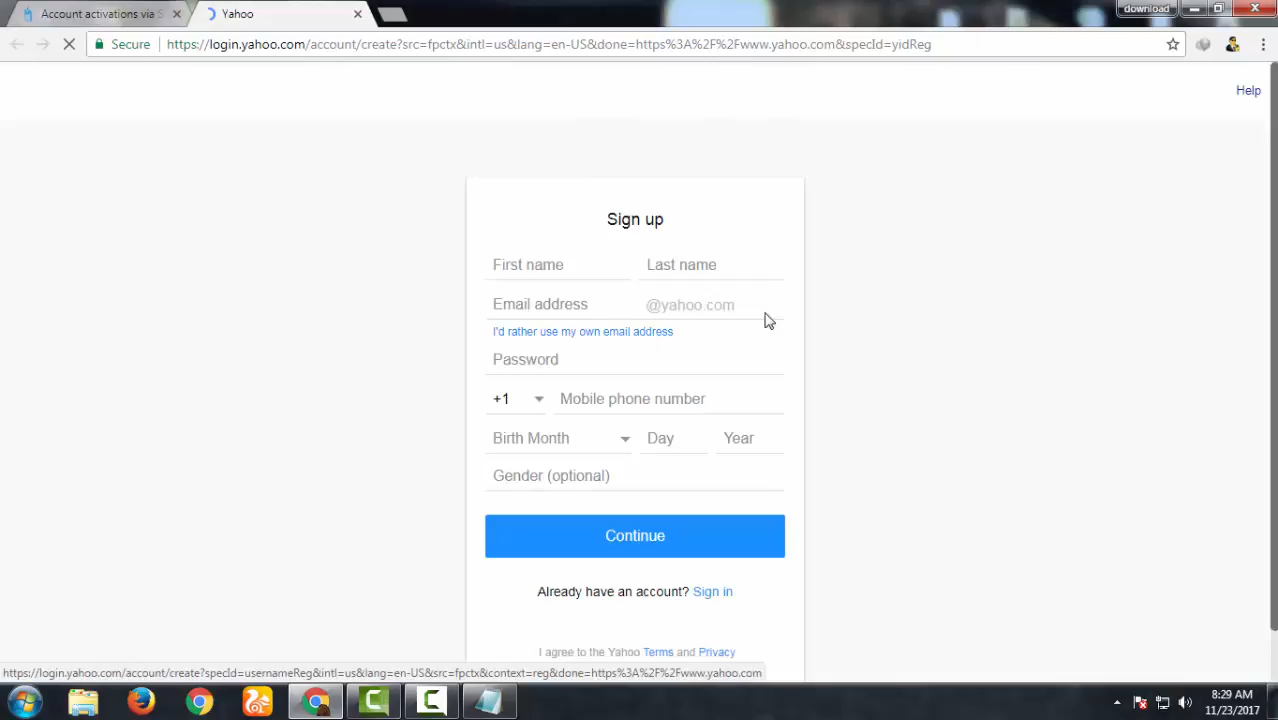 Account activations via S
Yahoo
download
Secure
https://login.yahoo.com/account/create?src=fpctx&intl=us&lang=en-US&done=https%3A%2F%2Fwww.yahoo.com&specId=yidReg
Help
Sign up
First name
Last name
Email address
@yahoo.com
I'd rather use my own email address
Password
+1
Mobile phone number
Birth Month
Day
Year
Gender (optional)
Continue
Already have an account? Sign in
I agree to the Yahoo Terms and Privacy
https://login.yahoo.com/account/create?specId=usernameReg&intl=us&lang=en-US&src=fpctx&context=reg&done=https%3A%2F%2Fwww.yahoo.com
8:29 AM
11/23/2017